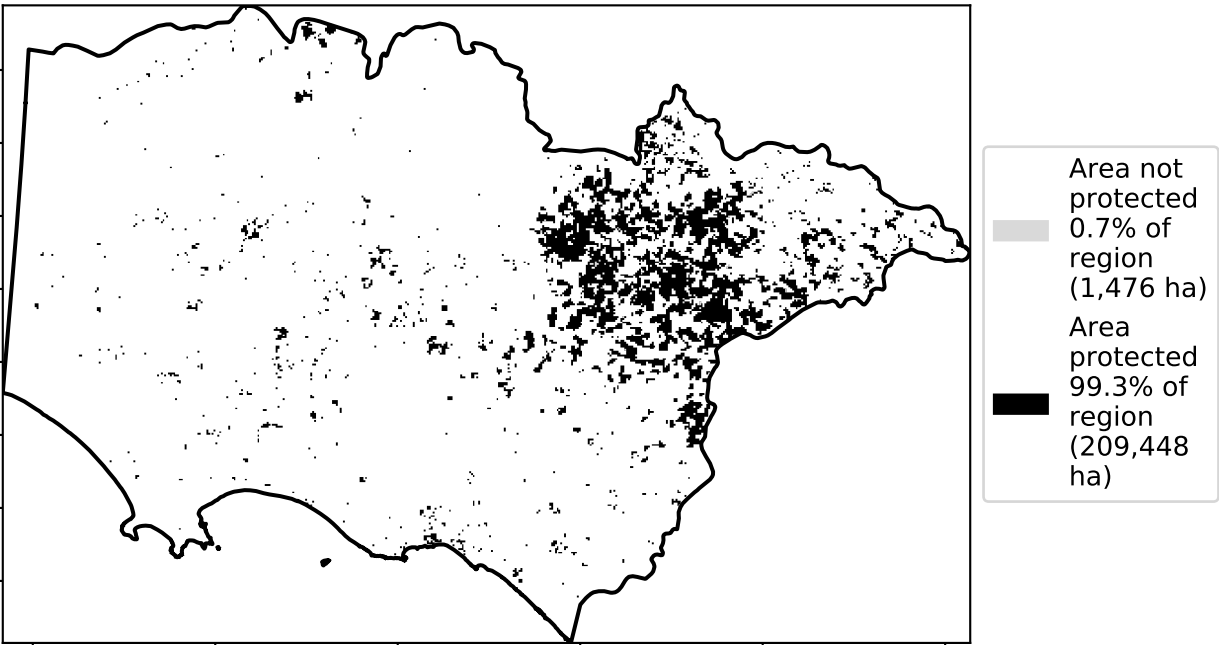 Area not
protected
0.7% of
region
(1,476 ha)
Area
protected
99.3% of
region
(209,448
ha)